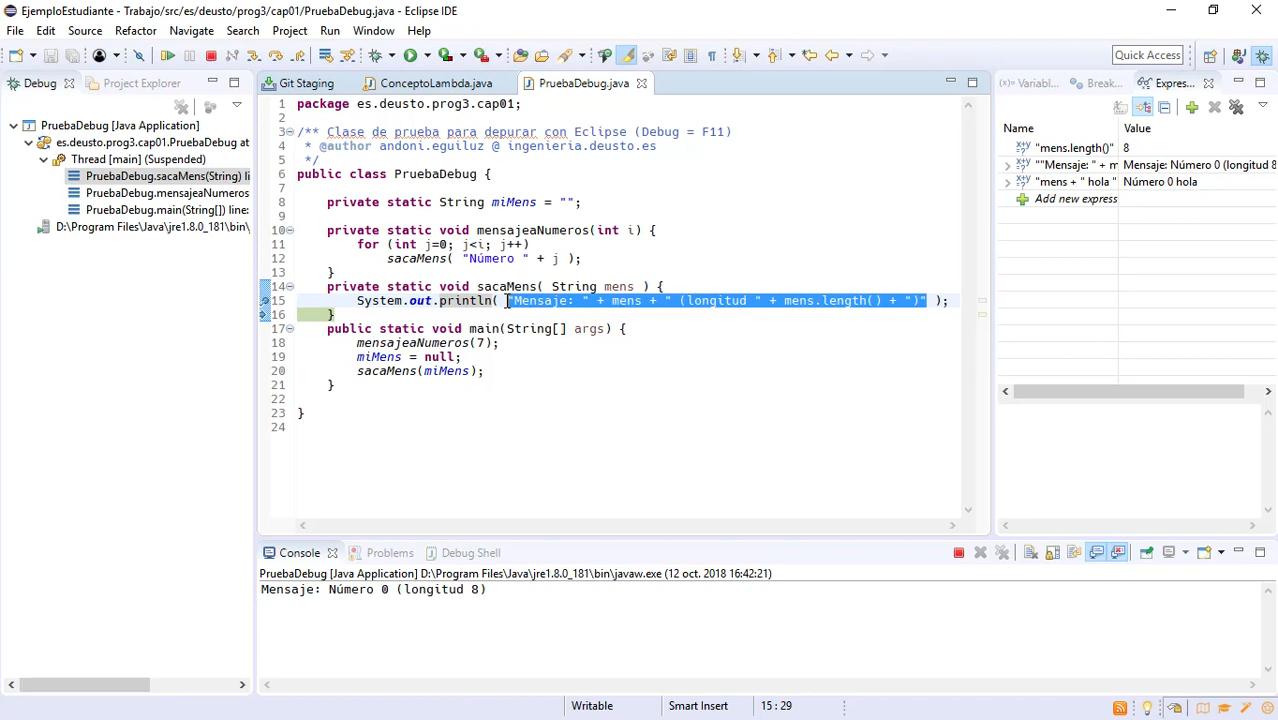 EjemploEstudiante - Trabajo/src/es/deusto/prog3/cap01/PruebaDebug.java - Eclipse IDE
File Edit Source Refactor Navigate Search Project Run Window Help
Quick Access
Debug Project Explorer
Git Staging ConceptoLambda.java PruebaDebug.java
Variabl... Break... Expres...
PruebaDebug [Java Application]
es.deusto.prog3.cap01.PruebaDebug at
Thread [main] (Suspended)
PruebaDebug.sacaMens(String) li
PruebaDebug.mensajeaNumeros
PruebaDebug.main(String[]) line:
D:\Program Files\Java\jre1.8.0_181\bin\
1 package es.deusto.prog3.cap01;
2
3 /** Clase de prueba para depurar con Eclipse (Debug = F11)
4 * @author andoni.eguiluz @ ingenieria.deusto.es
5 */
6 public class PruebaDebug {
7
8 private static String miMens = "";
9
10 private static void mensajeaNumeros(int i) {
11 for (int j=0; j<i; j++)
12 sacaMens( "Número " + j );
13 }
14 private static void sacaMens( String mens ) {
15 System.out.println( "Mensaje: " + mens + " (longitud " + mens.length() + ")" );
16 }
17 public static void main(String[] args) {
18 mensajeaNumeros(7);
19 miMens = null;
20 sacaMens(miMens);
21 }
22
23 }
24
Name Value
"mens.length()" 8
""Mensaje: " + m Mensaje: Número 0 (longitud 8
"mens + " hola " Número 0 hola
Add new express
Console Problems Debug Shell
PruebaDebug [Java Application] D:\Program Files\Java\jre1.8.0_181\bin\javaw.exe (12 oct. 2018 16:42:21)
Mensaje: Número 0 (longitud 8)
Writable Smart Insert 15 : 29